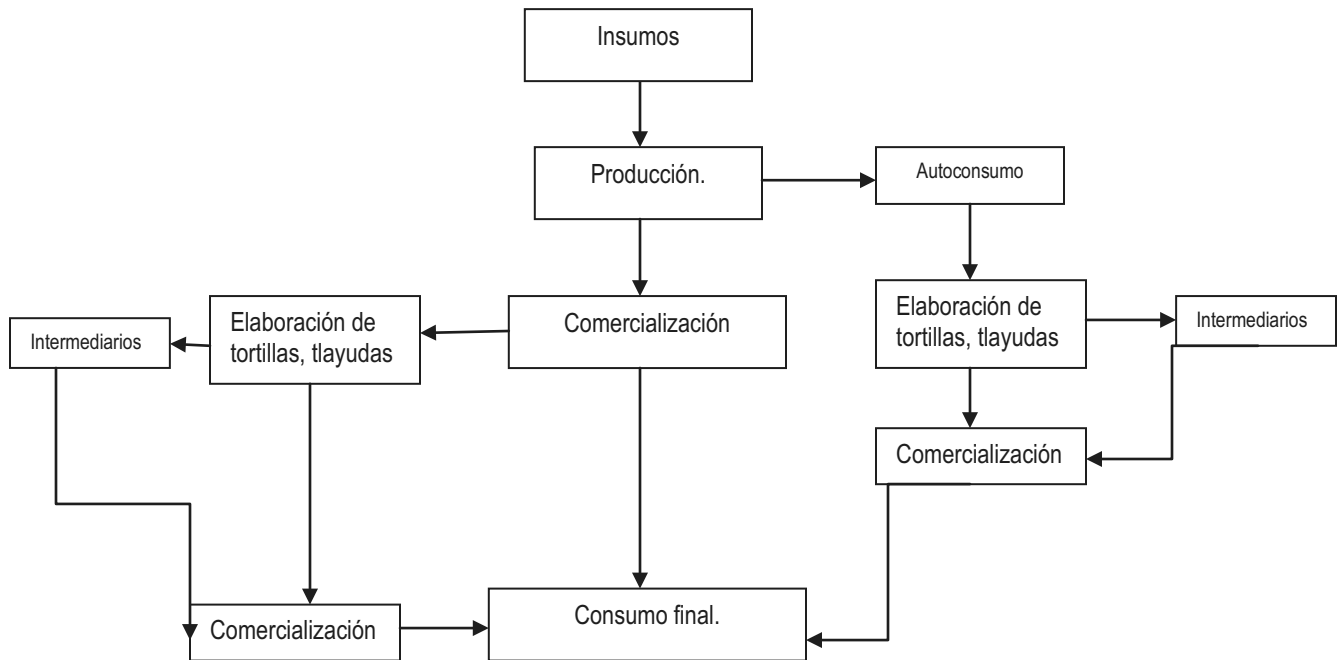 Insumos
Producción.
Autoconsumo
Intermediarios
Elaboración de
tortillas, tlayudas
Comercialización
Elaboración de
tortillas, tlayudas
Intermediarios
Comercialización
Comercialización
Consumo final.